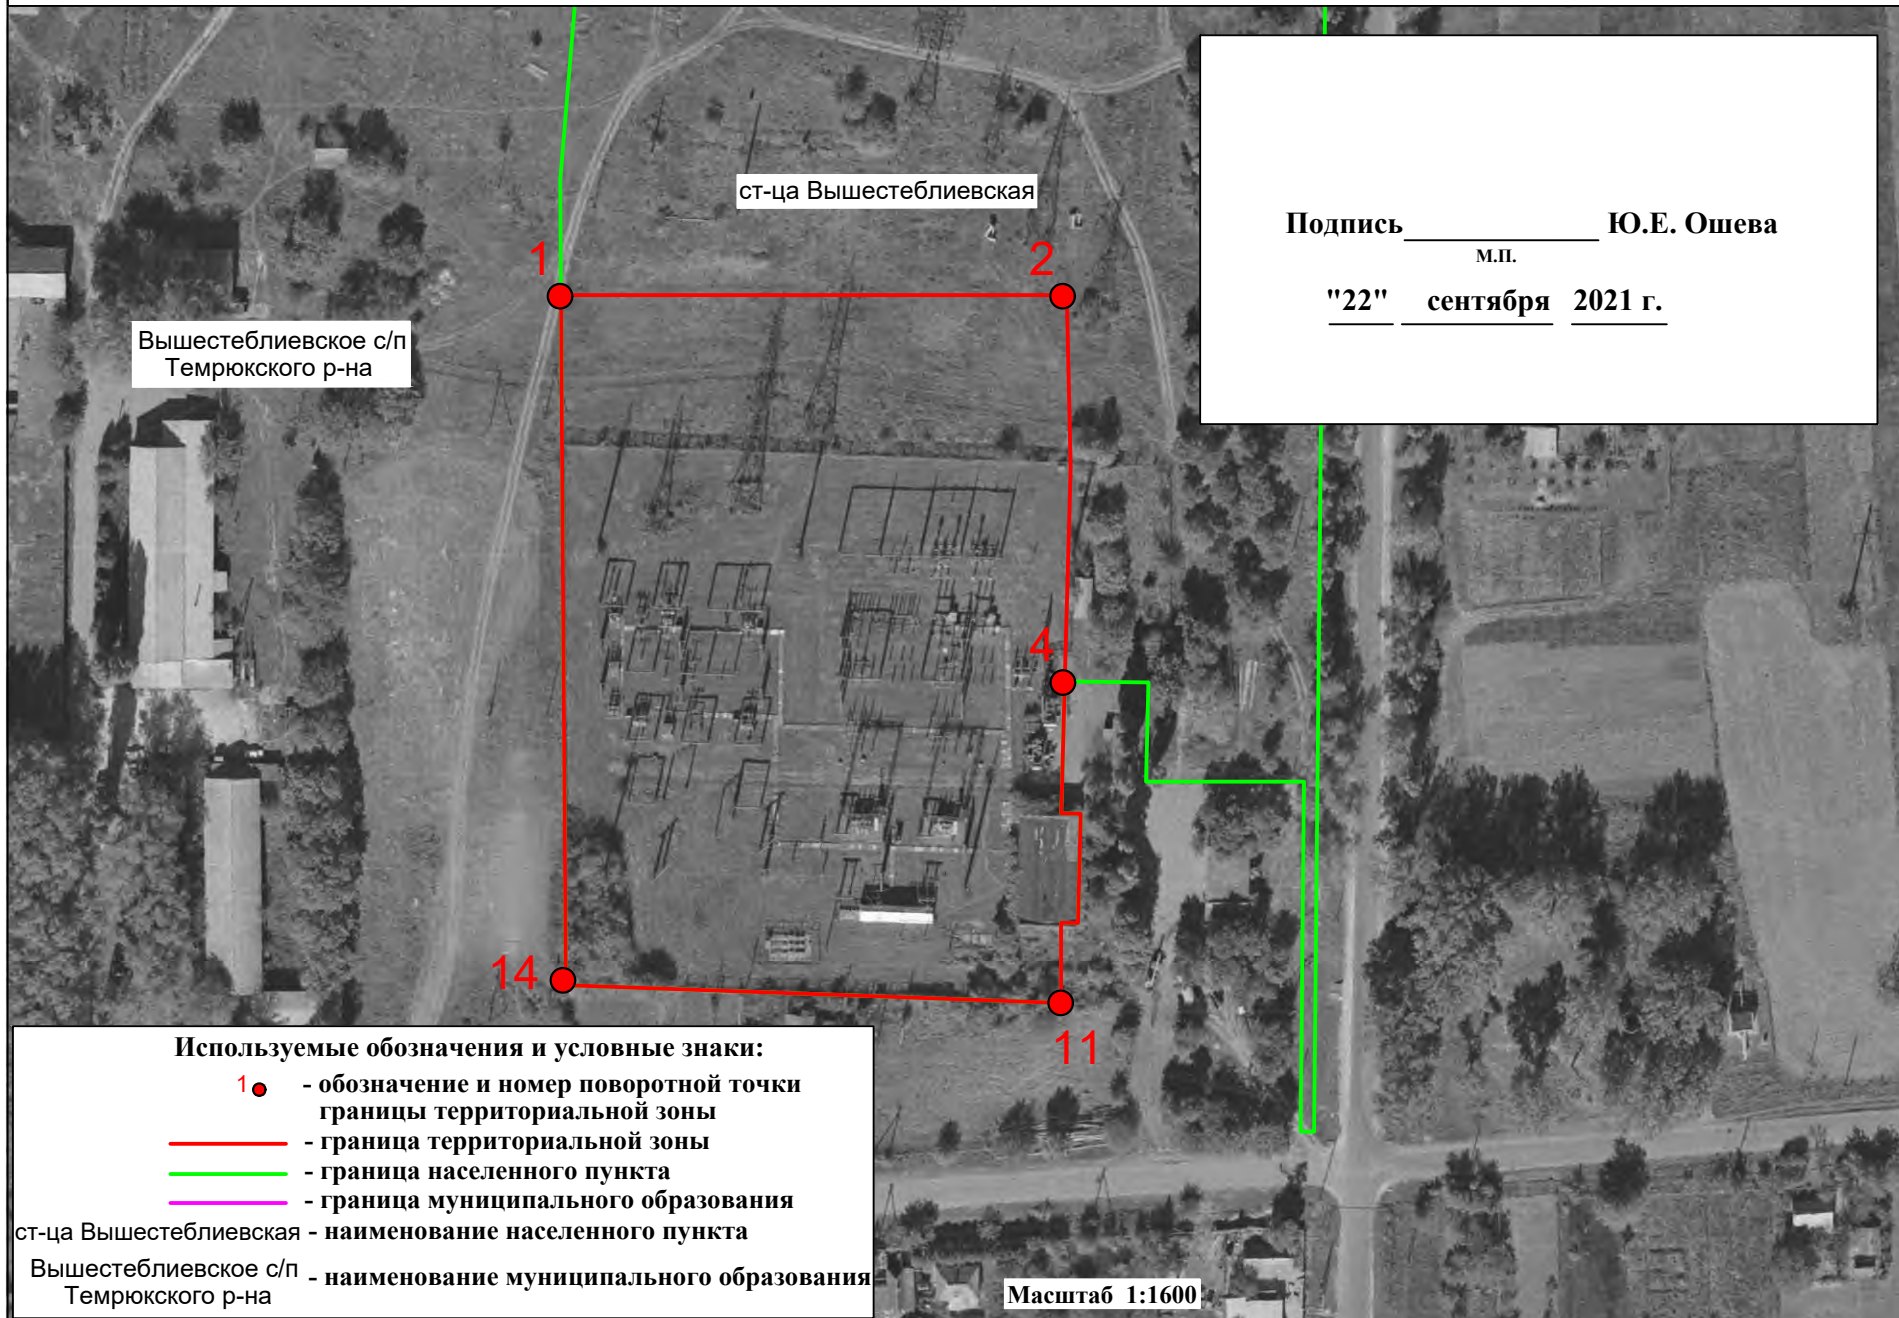 ст-ца Вышестеблиевская
Подпись____________ Ю.Е. Ошева
М.П.
"22" сентября 2021 г.
1
2
Вышестеблиевское с/п
Темрюкского р-на
4
14
11
Используемые обозначения и условные знаки:
1 - обозначение и номер поворотной точки
границы территориальной зоны
- граница территориальной зоны
- граница населенного пункта
- граница муниципального образования
ст-ца Вышестеблиевская - наименование населенного пункта
Вышестеблиевское с/п
Темрюкского р-на - наименование муниципального образования
Масштаб 1:1600